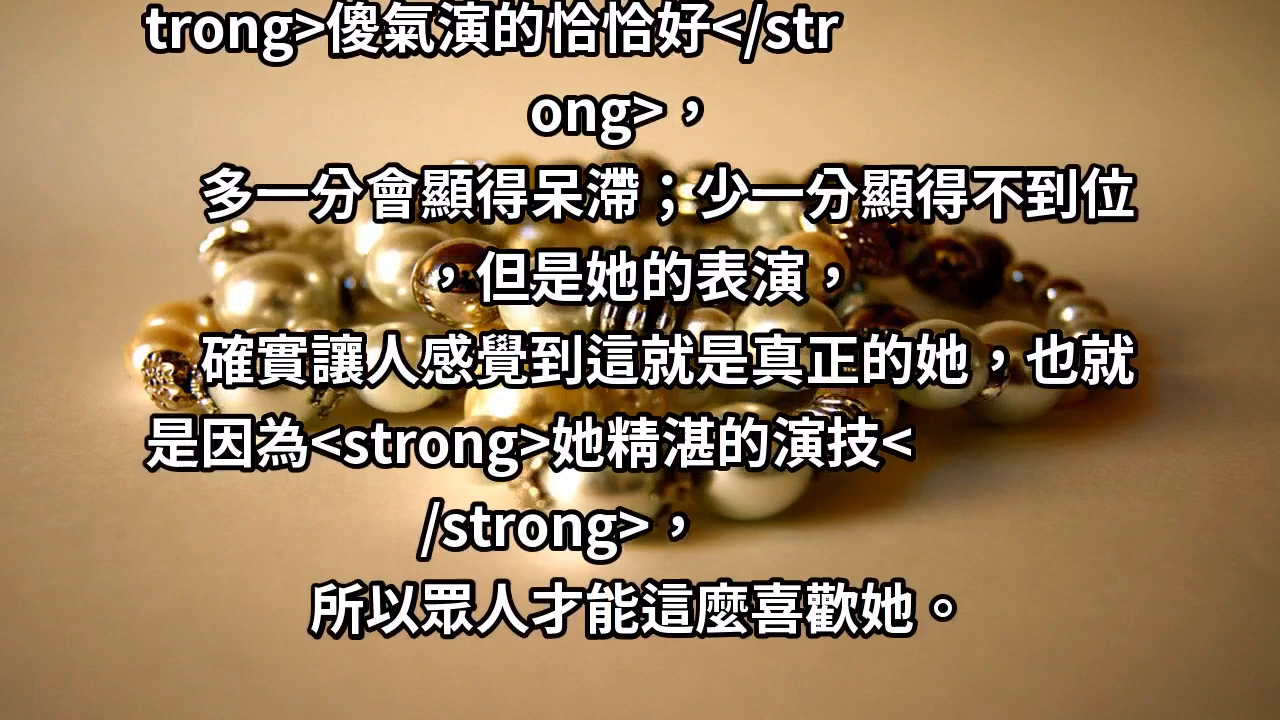 trong>傻氣演的恰恰好</str
ong>，
多一分會顯得呆滯；少一分顯得不到位
，但是她的表演，
確實讓人感覺到這就是真正的她，也就
是因為<strong>她精湛的演技<
/strong>，
所以眾人才能這麼喜歡她。